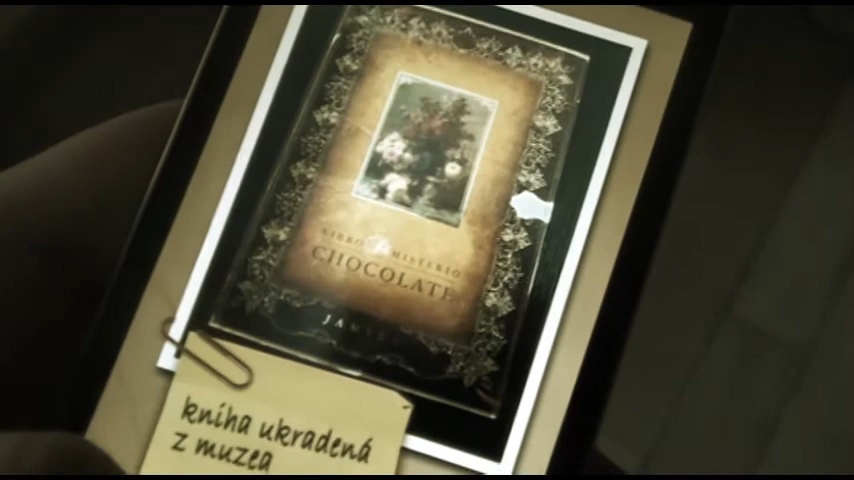 LIBRO MISTERIO
CHOCOLATE
kniha ukradená
z muzea